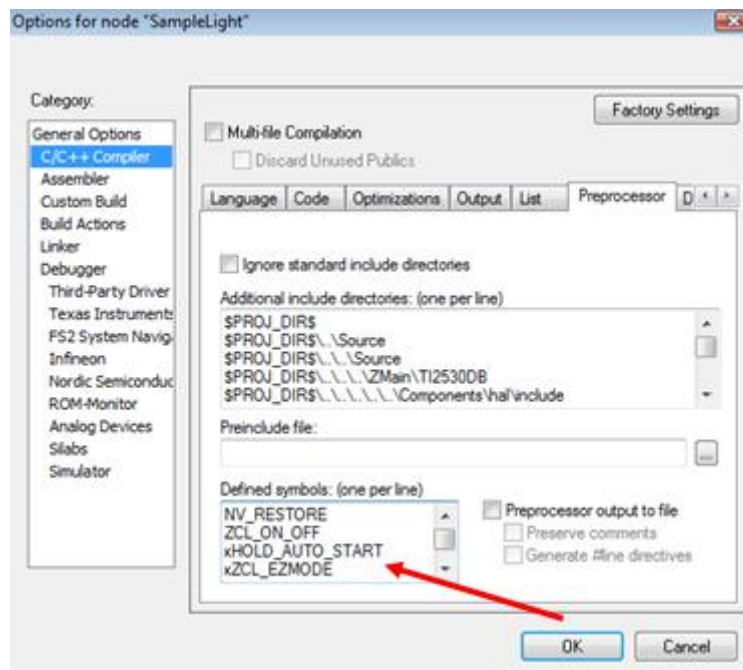 Options for node "SampleLight"
Category:
General Options
C/C++ Compiler
Assembler
Custom Build
Build Actions
Linker
Debugger
Third-Party Driver
Texas Instruments
FS2 System Navig
Infineon
Nordic Semiconduc
ROM-Monitor
Analog Devices
Silabs
Simulator
Factory Settings
Multi-file Compilation
Discard Unused Publics
Language Code Optimizations Output List Preprocessor D
Ignore standard include directories
Additional include directories: (one per line)
$PROJ_DIR$
$PROJ_DIR$\..\Source
$PROJ_DIR$\..\..\Source
$PROJ_DIR$\..\..\..\ZMain\TI2530DB
$PROJ_DIR$\..\..\..\..\..\Components\hal\include
Preinclude file:
...
Defined symbols: (one per line)
NV_RESTORE
ZCL_ON_OFF
xHOLD_AUTO_START
xZCL_EZMODE
Preprocessor output to file
Preserve comments
Generate #line directives
OK Cancel